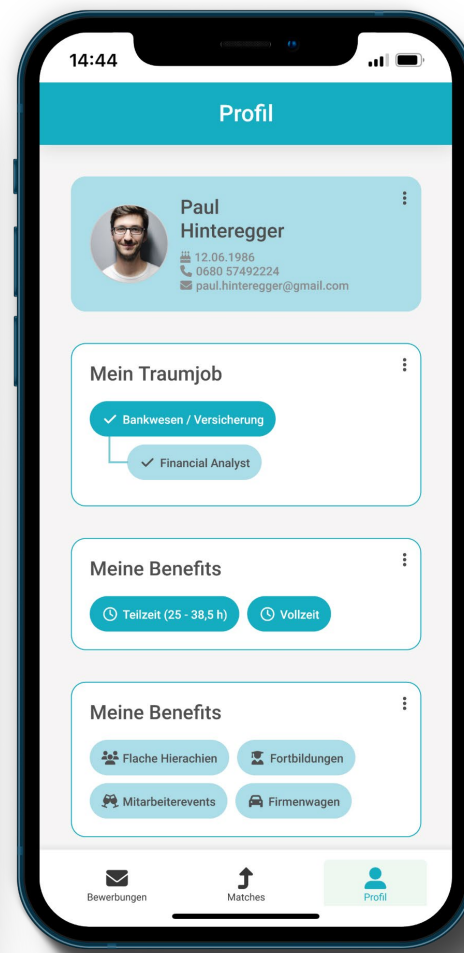 14:44
Profil
Paul
Hinteregger
12.06.1986
0680 57492224
paul.hinteregger@gmail.com
Mein Traumjob
Bankwesen / Versicherung
Financial Analyst
Meine Benefits
Teilzeit (25 - 38,5 h) Vollzeit
Meine Benefits
Flache Hierachien Fortbildungen
Mitarbeiterevents Firmenwagen
Bewerbungen Matches Profil